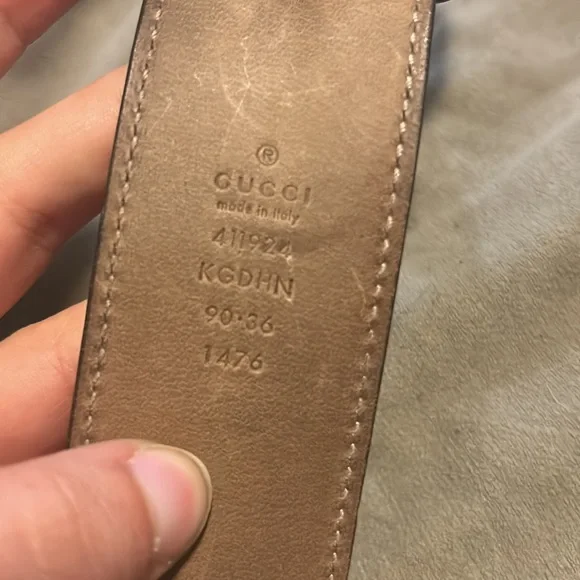 ®
GUCCI
made in italy
411924
KGDHN
90·36
1476